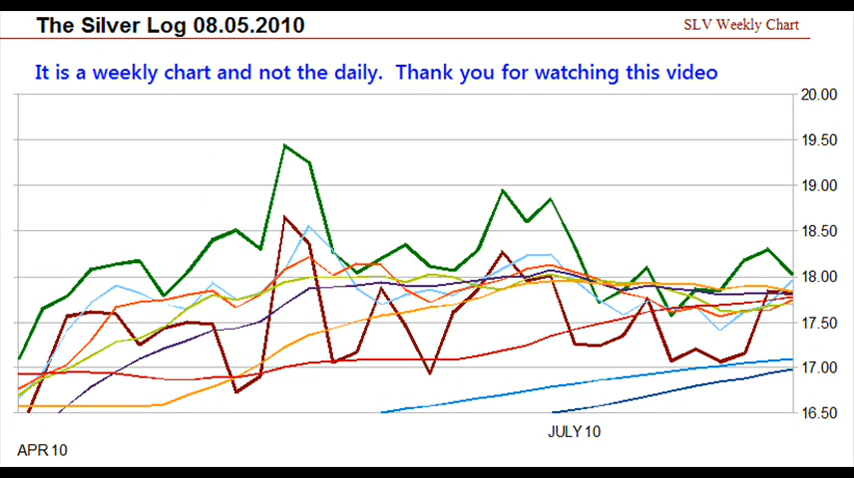 The Silver Log 08.05.2010
SLV Weekly Chart
It is a weekly chart and not the daily.  Thank you for watching this video
20.00
19.50
19.00
18.50
18.00
17.50
17.00
16.50
JULY 10
APR 10